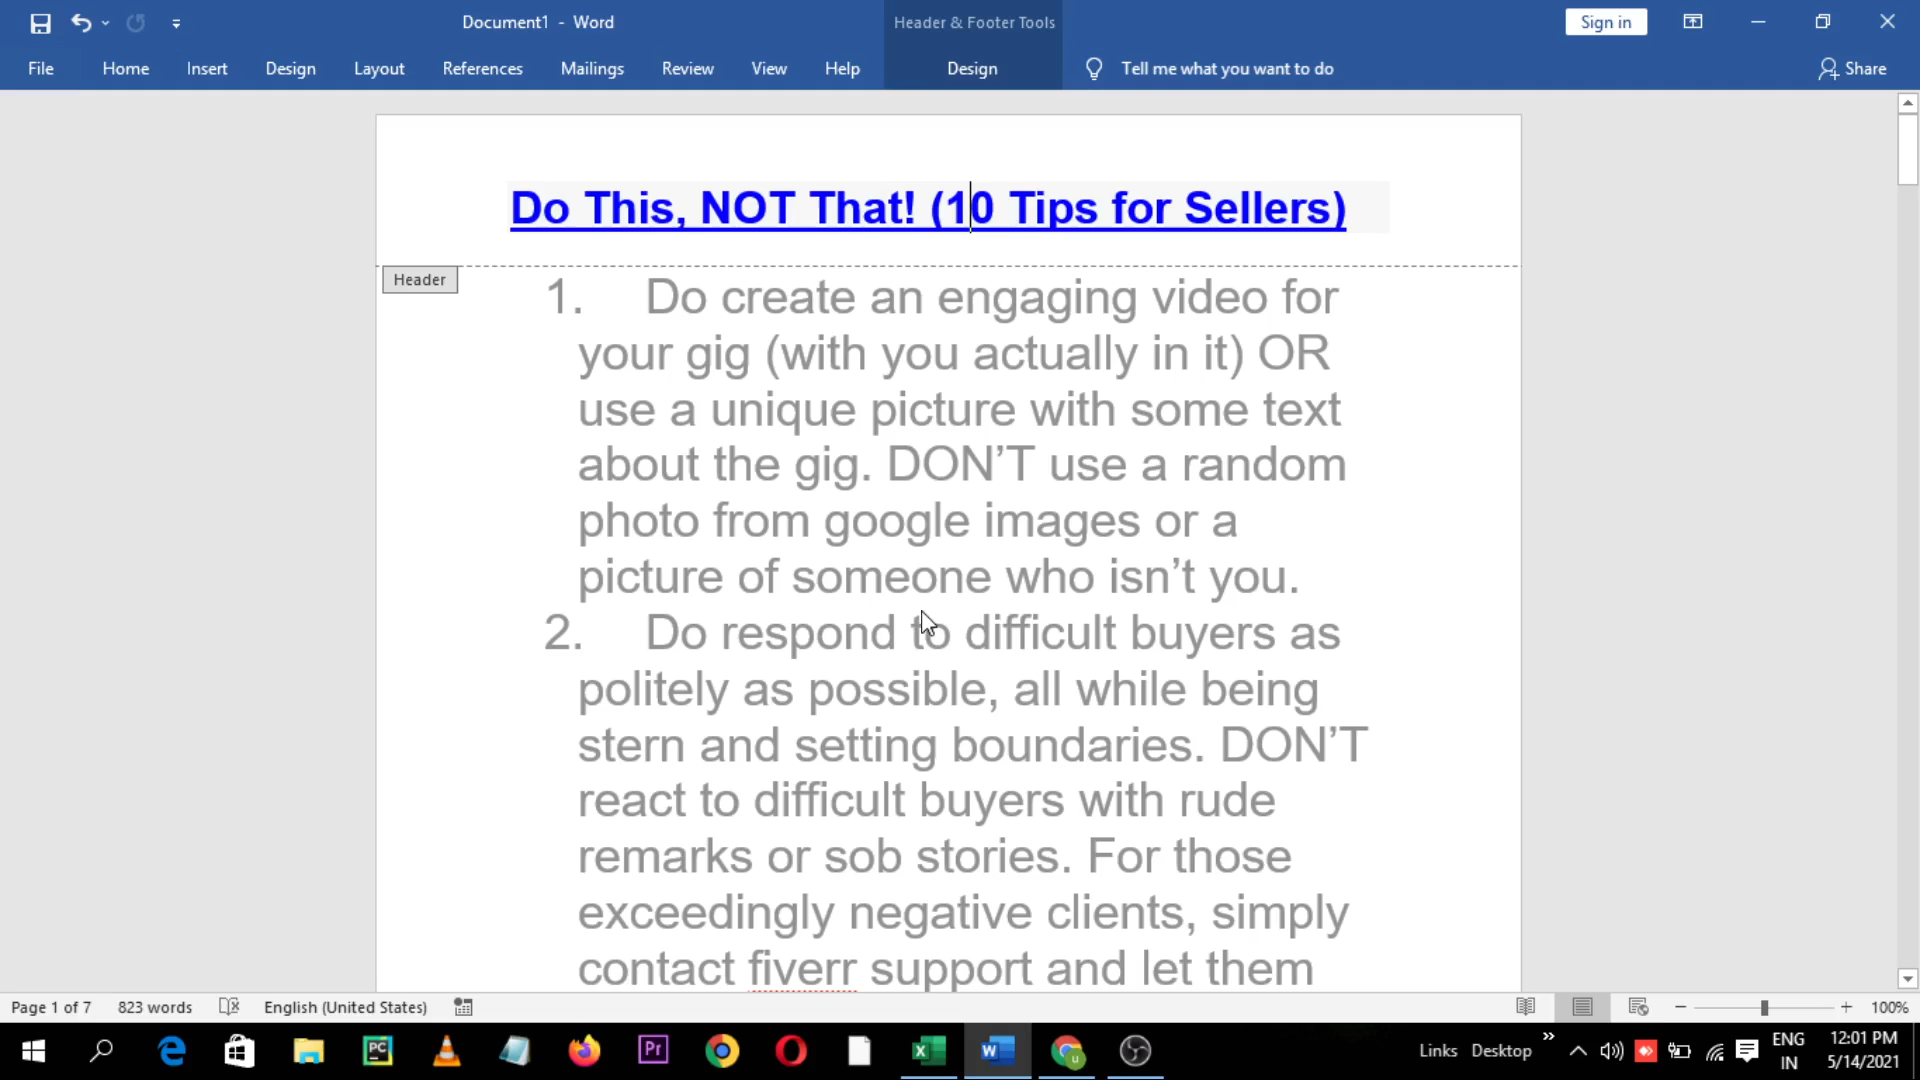 Document1 - Word
Header & Footer Tools
Sign in
File
Home
Insert
Design
Layout
References
Mailings
Review
View
Help
Design
Tell me what you want to do
Share
Do This, NOT That! (10 Tips for Sellers)
Header
1. Do create an engaging video for
your gig (with you actually in it) OR
use a unique picture with some text
about the gig. DON’T use a random
photo from google images or a
picture of someone who isn’t you.
2. Do respond to difficult buyers as
politely as possible, all while being
stern and setting boundaries. DON’T
react to difficult buyers with rude
remarks or sob stories. For those
exceedingly negative clients, simply
contact fiverr support and let them
Page 1 of 7
823 words
English (United States)
100%
Links
Desktop
ENG
IN
12:01 PM
5/14/2021